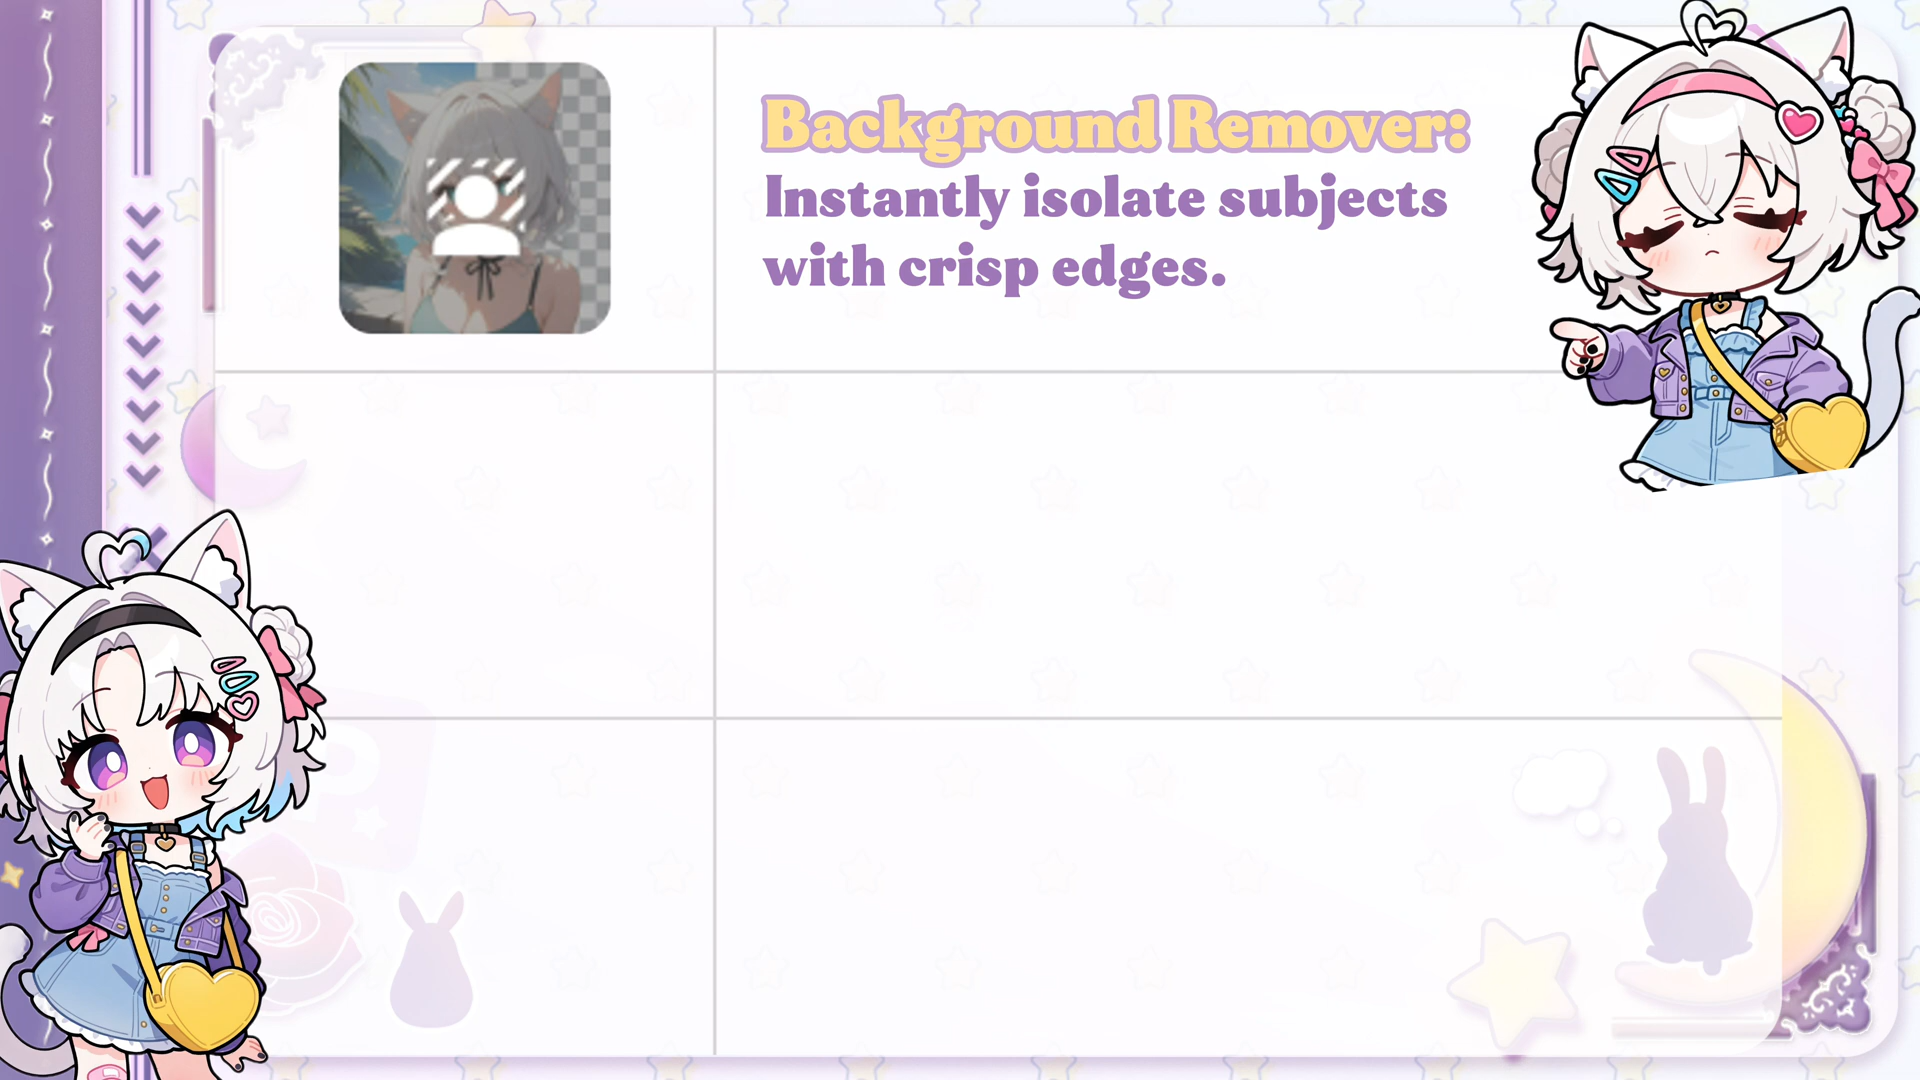 Background Remover:
Instantly isolate subjects
with crisp edges.